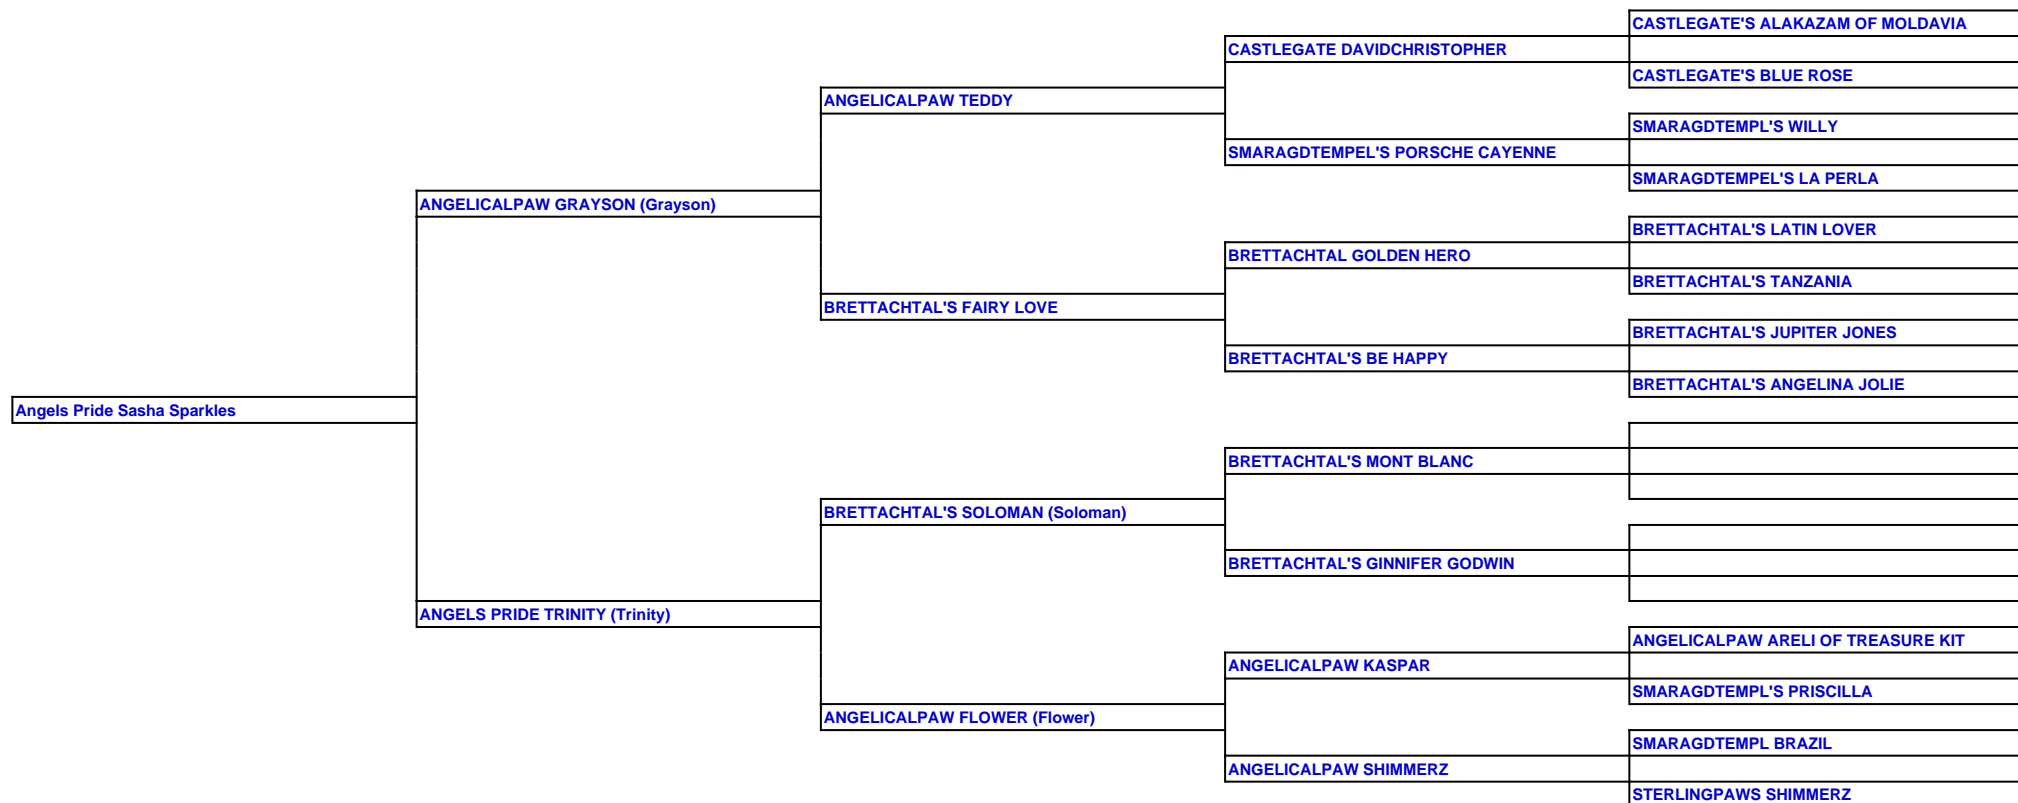 CASTLEGATE'S ALAKAZAM OF MOLDAVIA
CASTLEGATE DAVIDCHRISTOPHER
CASTLEGATE'S BLUE ROSE
ANGELICALPAW TEDDY
SMARAGDTEMPL'S WILLY
SMARAGDTEMPEL'S PORSCHE CAYENNE
SMARAGDTEMPEL'S LA PERLA
ANGELICALPAW GRAYSON (Grayson)
BRETTACHTAL'S LATIN LOVER
BRETTACHTAL GOLDEN HERO
BRETTACHTAL'S TANZANIA
BRETTACHTAL'S FAIRY LOVE
BRETTACHTAL'S JUPITER JONES
BRETTACHTAL'S BE HAPPY
BRETTACHTAL'S ANGELINA JOLIE
Angels Pride Sasha Sparkles
BRETTACHTAL'S MONT BLANC
BRETTACHTAL'S SOLOMAN (Soloman)
BRETTACHTAL'S GINNIFER GODWIN
ANGELS PRIDE TRINITY (Trinity)
ANGELICALPAW ARELI OF TREASURE KIT
ANGELICALPAW KASPAR
SMARAGDTEMPL'S PRISCILLA
ANGELICALPAW FLOWER (Flower)
SMARAGDTEMPL BRAZIL
ANGELICALPAW SHIMMERZ
STERLINGPAWS SHIMMERZ